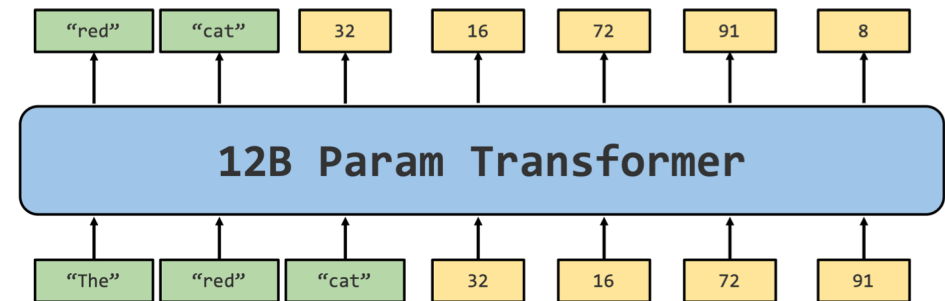 “red” “cat” 32 16 72 91 8
12B Param Transformer
“The” “red” “cat” 32 16 72 91